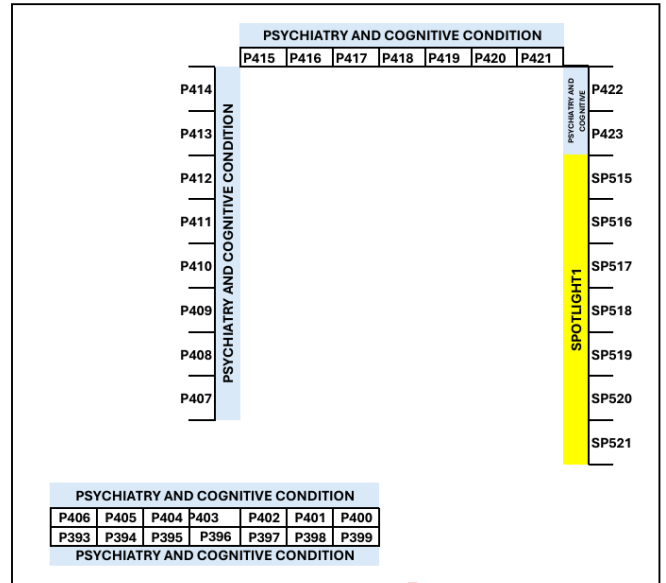 PSYCHIATRY AND COGNITIVE CONDITION
P415 P416 P417 P418 P419 P420 P421
P414
P413
P412
P411
P410
P409
P408
P407
PSYCHIATRY AND COGNITIVE CONDITION
PSYCHIATRY AND
COGNITIVE
SPOTLIGHT1
P422
P423
SP515
SP516
SP517
SP518
SP519
SP520
SP521
PSYCHIATRY AND COGNITIVE CONDITION
P406 P405 P404 P403 P402 P401 P400
P393 P394 P395 P396 P397 P398 P399
PSYCHIATRY AND COGNITIVE CONDITION